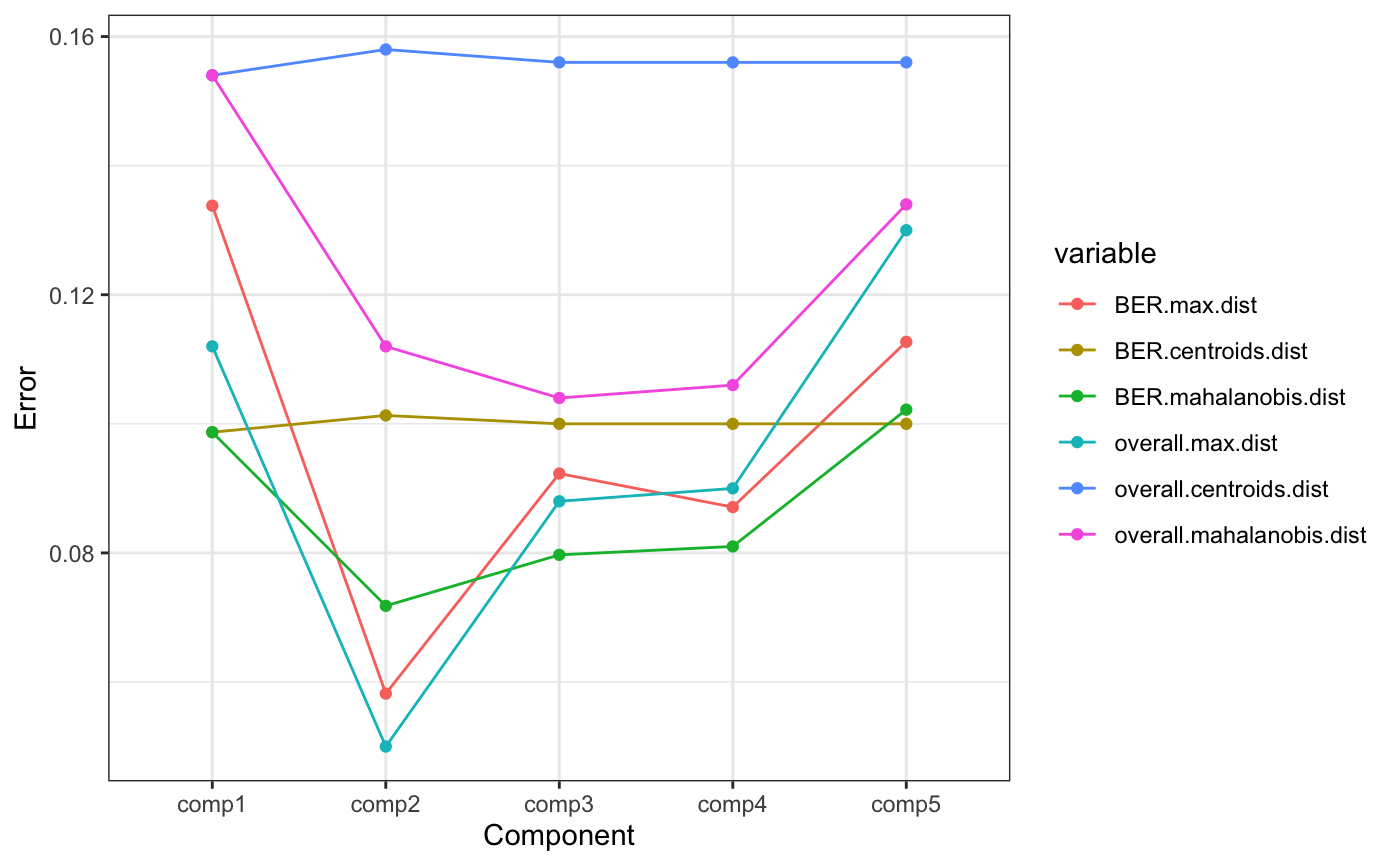 0.16
0.12
0.08
Error
comp1 comp2 comp3 comp4 comp5
Component
variable
BER.max.dist
BER.centroids.dist
BER.mahalanobis.dist
overall.max.dist
overall.centroids.dist
overall.mahalanobis.dist